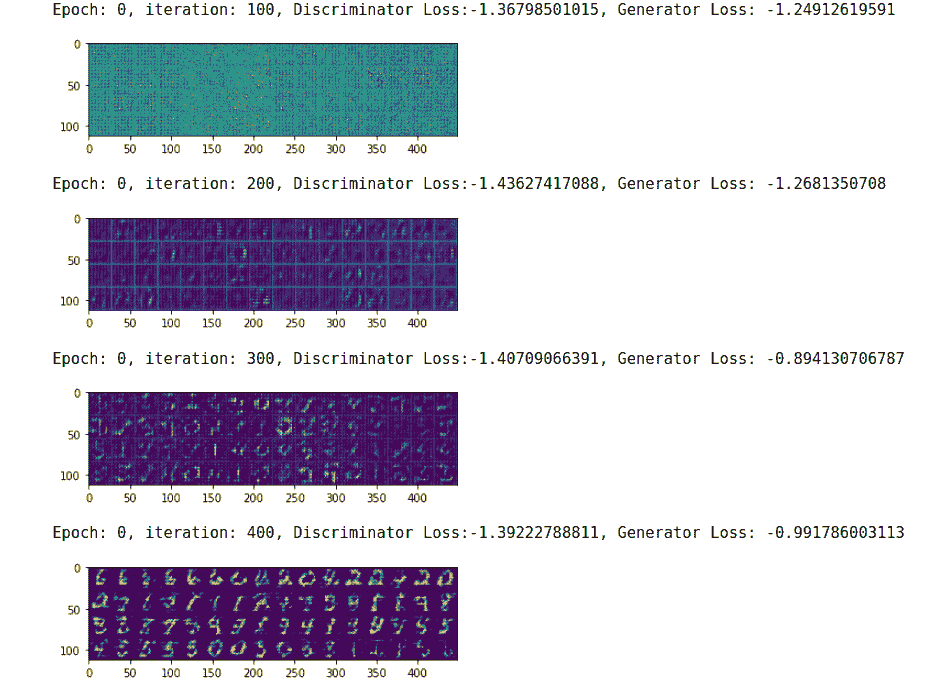 Epoch: 0, iteration: 100, Discriminator Loss:-1.36798501015, Generator Loss: -1.24912619591
0
50
100
0 50 100 150 200 250 300 350 400
Epoch: 0, iteration: 200, Discriminator Loss:-1.43627417088, Generator Loss: -1.2681350708
0
50
100
0 50 100 150 200 250 300 350 400
Epoch: 0, iteration: 300, Discriminator Loss:-1.40709066391, Generator Loss: -0.894130706787
0
50
100
0 50 100 150 200 250 300 350 400
Epoch: 0, iteration: 400, Discriminator Loss:-1.39222788811, Generator Loss: -0.991786003113
0
50
100
0 50 100 150 200 250 300 350 400